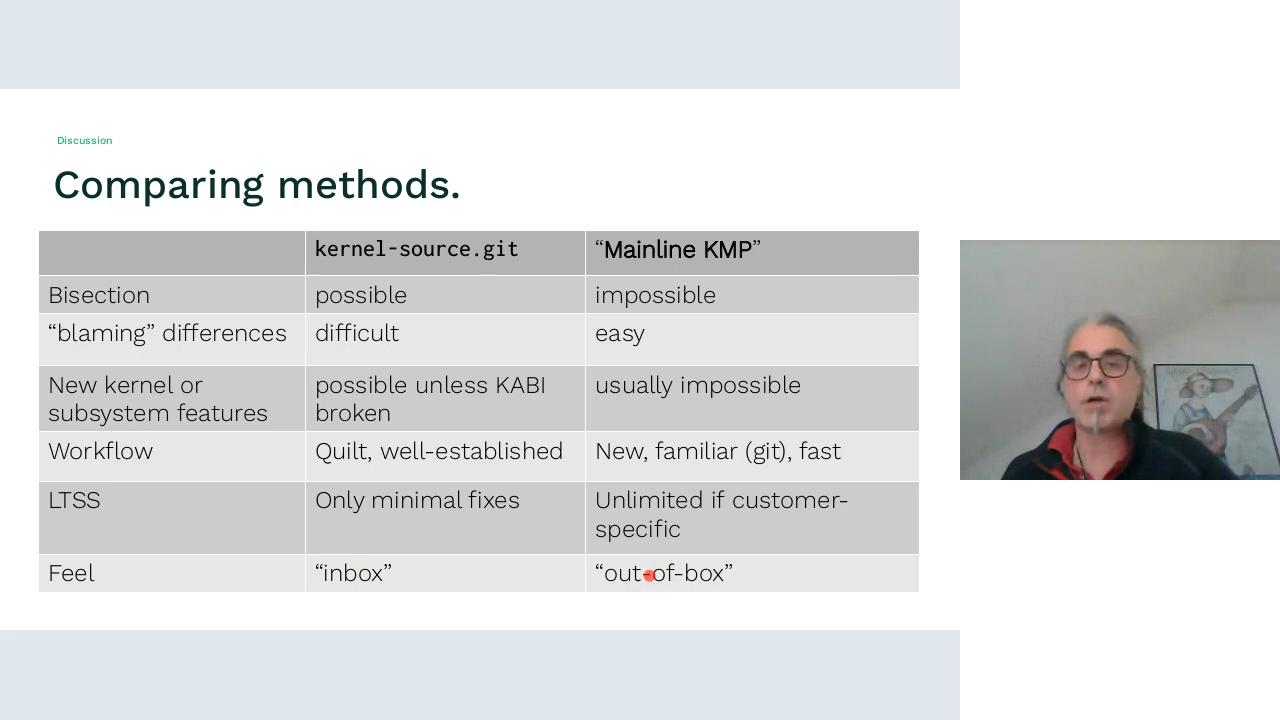 Discussion
Comparing methods.
kernel-source.git “Mainline KMP”
Bisection possible impossible
“blaming” differences difficult easy
New kernel or possible unless KABI usually impossible
subsystem features broken
Workflow Quilt, well-established New, familiar (git), fast
LTSS Only minimal fixes Unlimited if customer-
specific
Feel “inbox” “out-of-box”